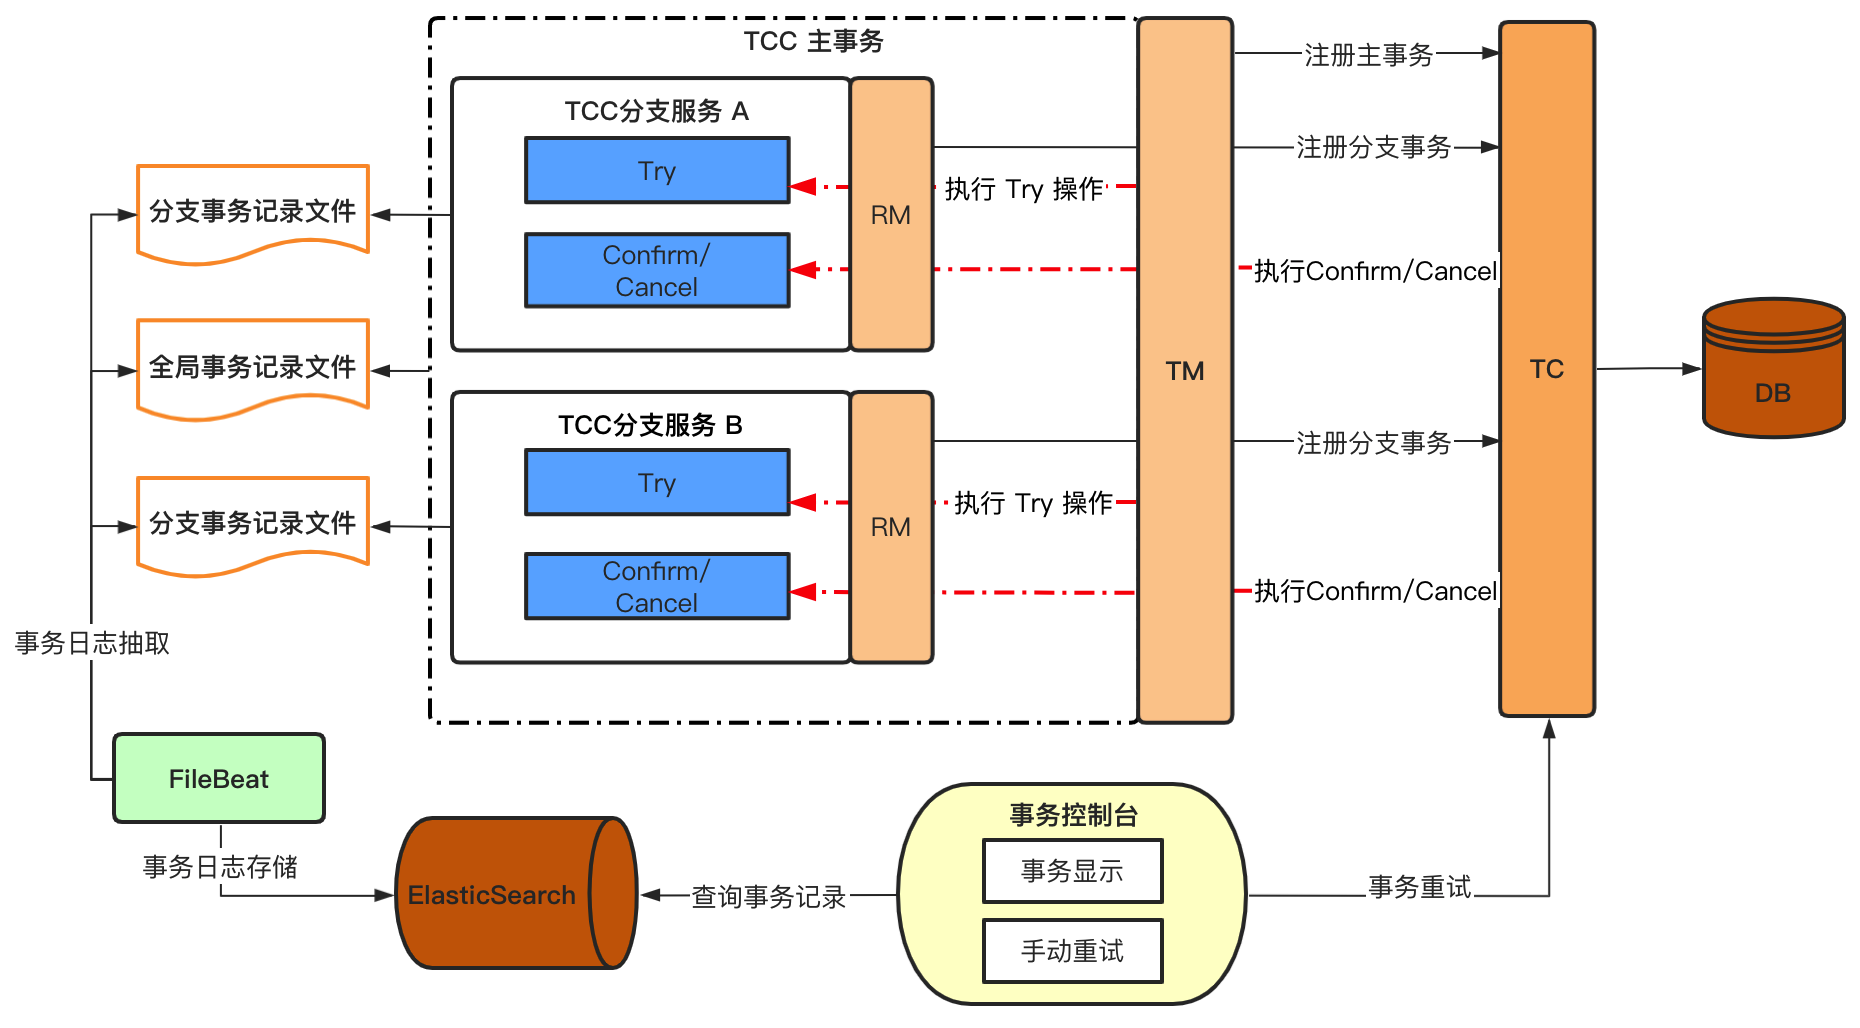 TCC 主事务
注册主事务
TCC分支服务 A
Try
注册分支事务
执行 Try 操作
分支事务记录文件
RM
Confirm/
Cancel
执行Confirm/Cancel
全局事务记录文件
TM
TC
DB
TCC分支服务 B
注册分支事务
Try
执行 Try 操作
分支事务记录文件
RM
Confirm/
Cancel
执行Confirm/Cancel
事务日志抽取
FileBeat
事务控制台
事务日志存储
事务显示
ElasticSearch
查询事务记录
事务重试
手动重试